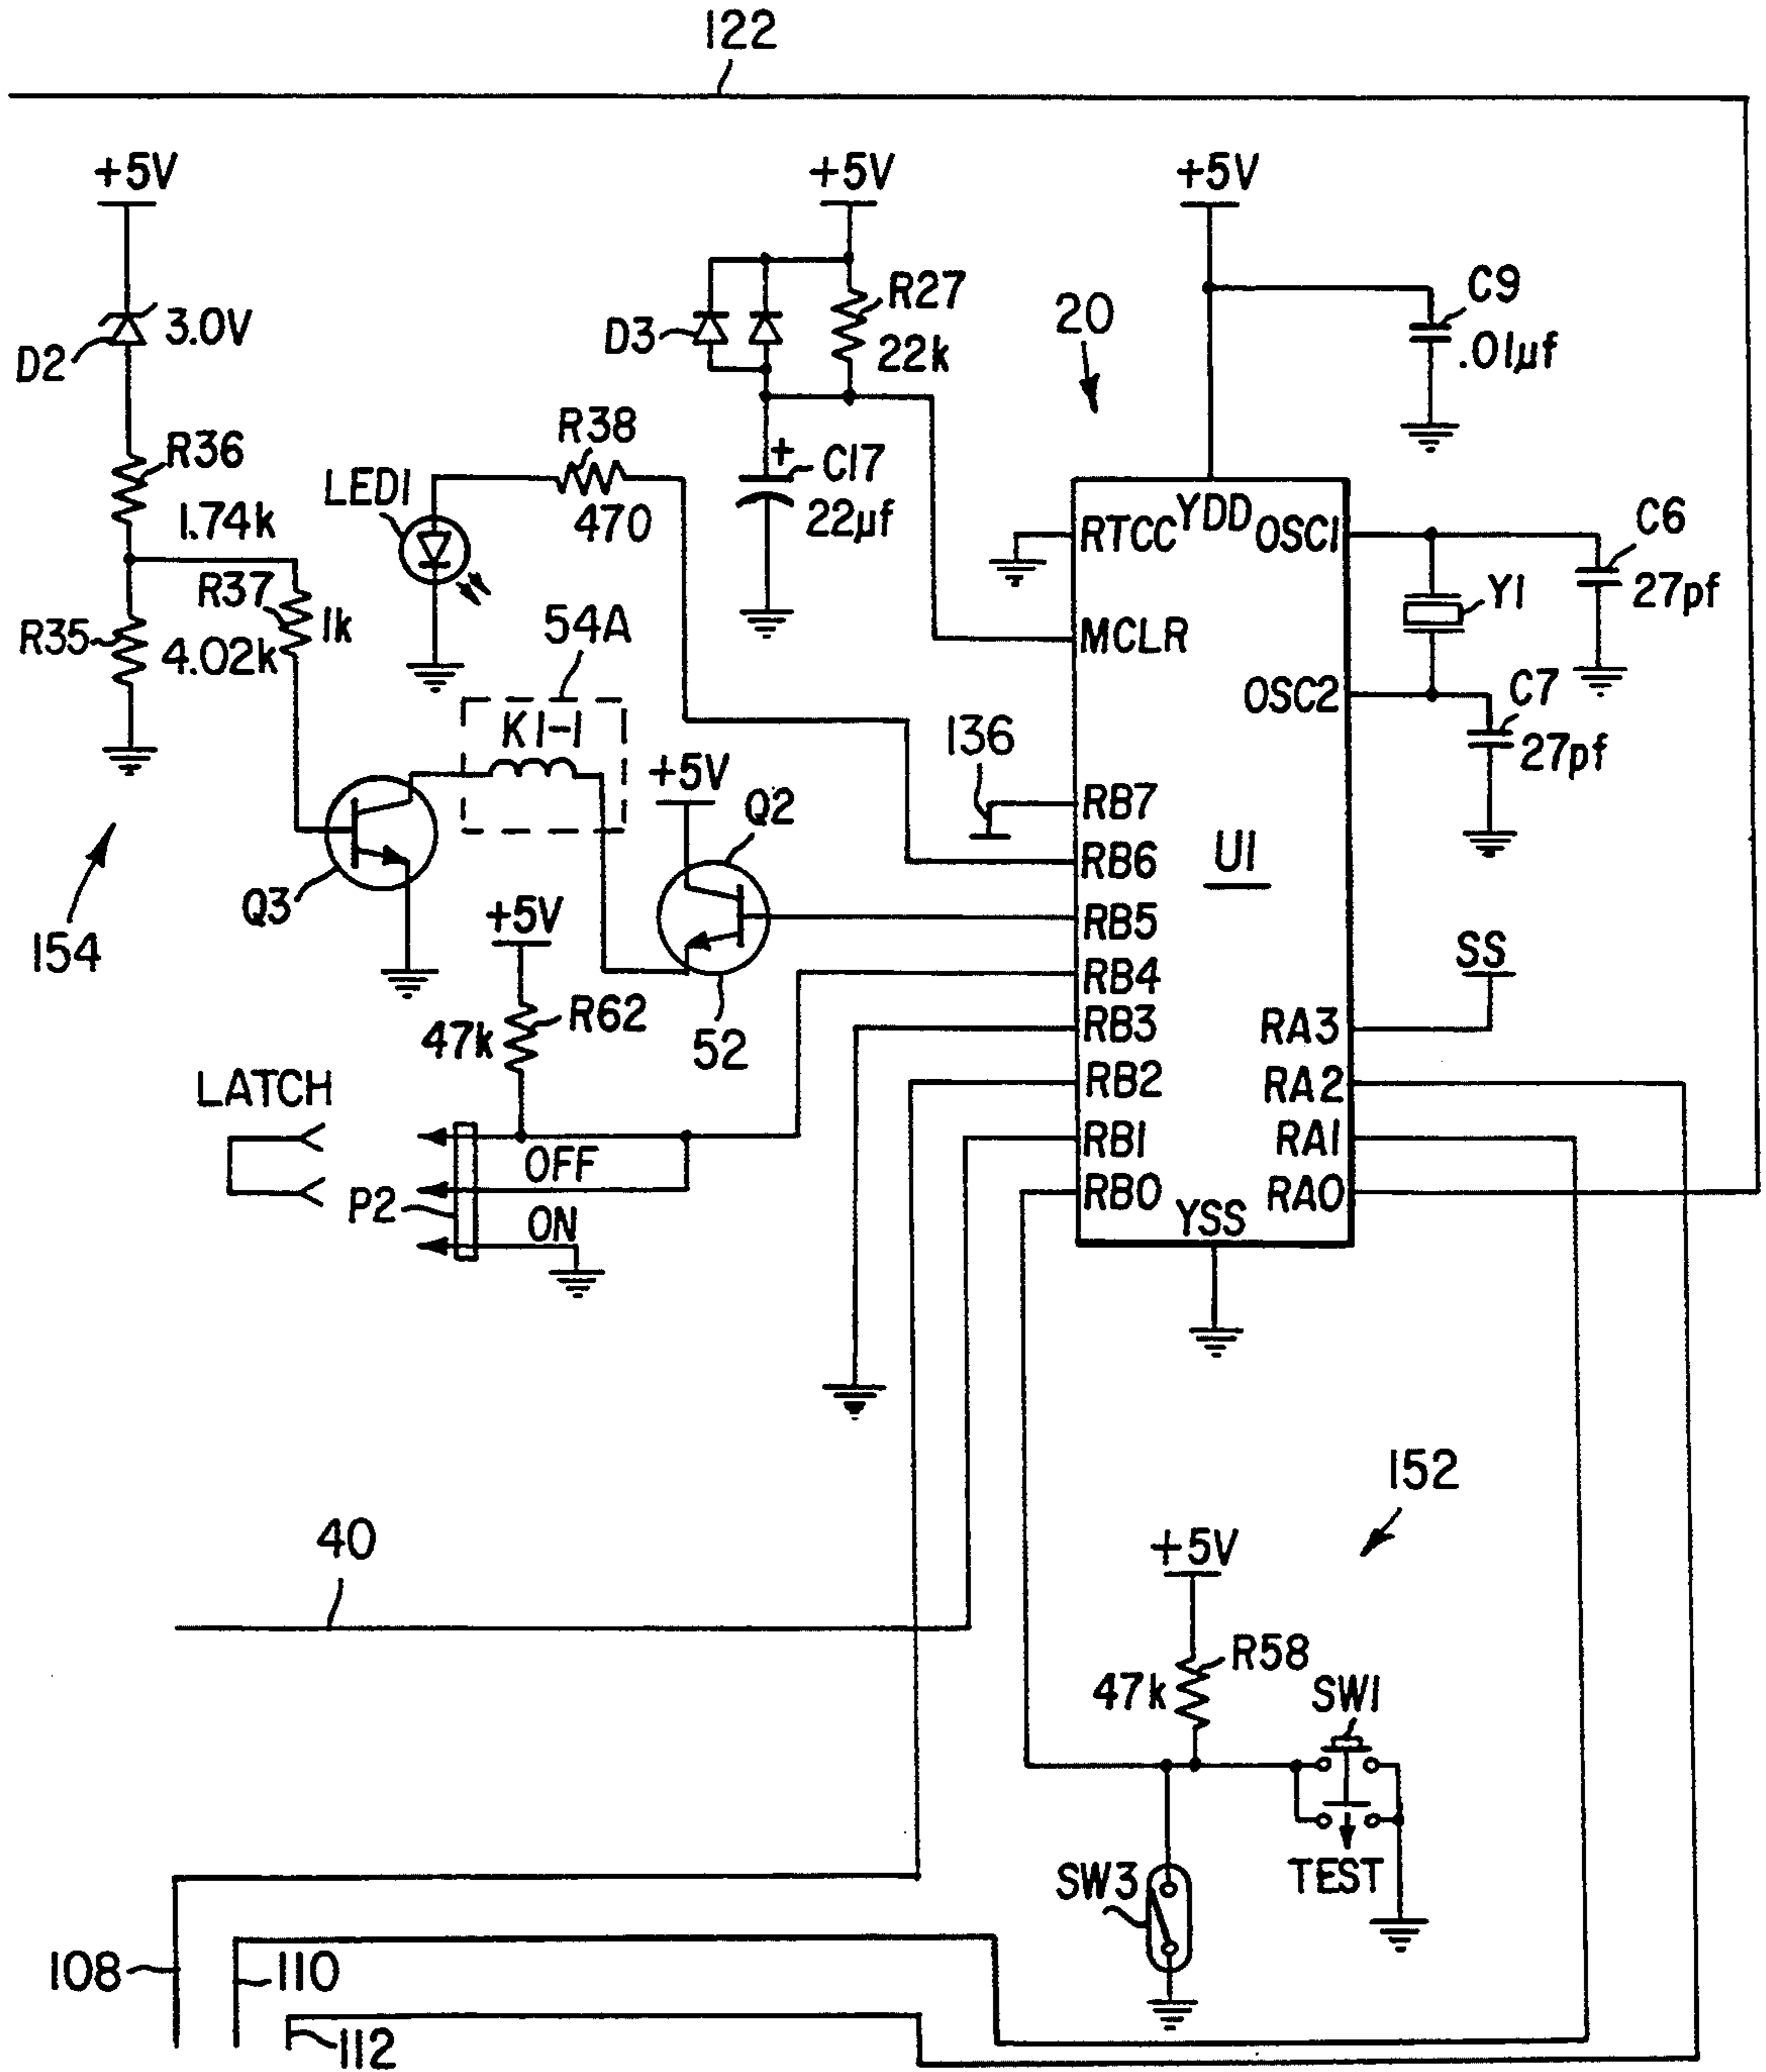 122
+5V
+5V
+5V
D2
3.0V
D3
R27
22k
20
C9
.01µf
R36
1.74k
LED1
R38
470
+
C17
22µf
RTCC
YDD
OSC1
C6
27pf
Y1
R37
1k
R35
4.02k
54A
K1-1
MCLR
OSC2
C7
27pf
136
+5V
Q2
RB7
RB6
U1
RB5
RB4
RB3
RB2
RB1
RB0
YSS
SS
RA3
RA2
RA1
RA0
154
Q3
+5V
47k
R62
52
LATCH
OFF
P2
ON
152
40
+5V
47k
R58
SW1
TEST
SW3
108
110
112